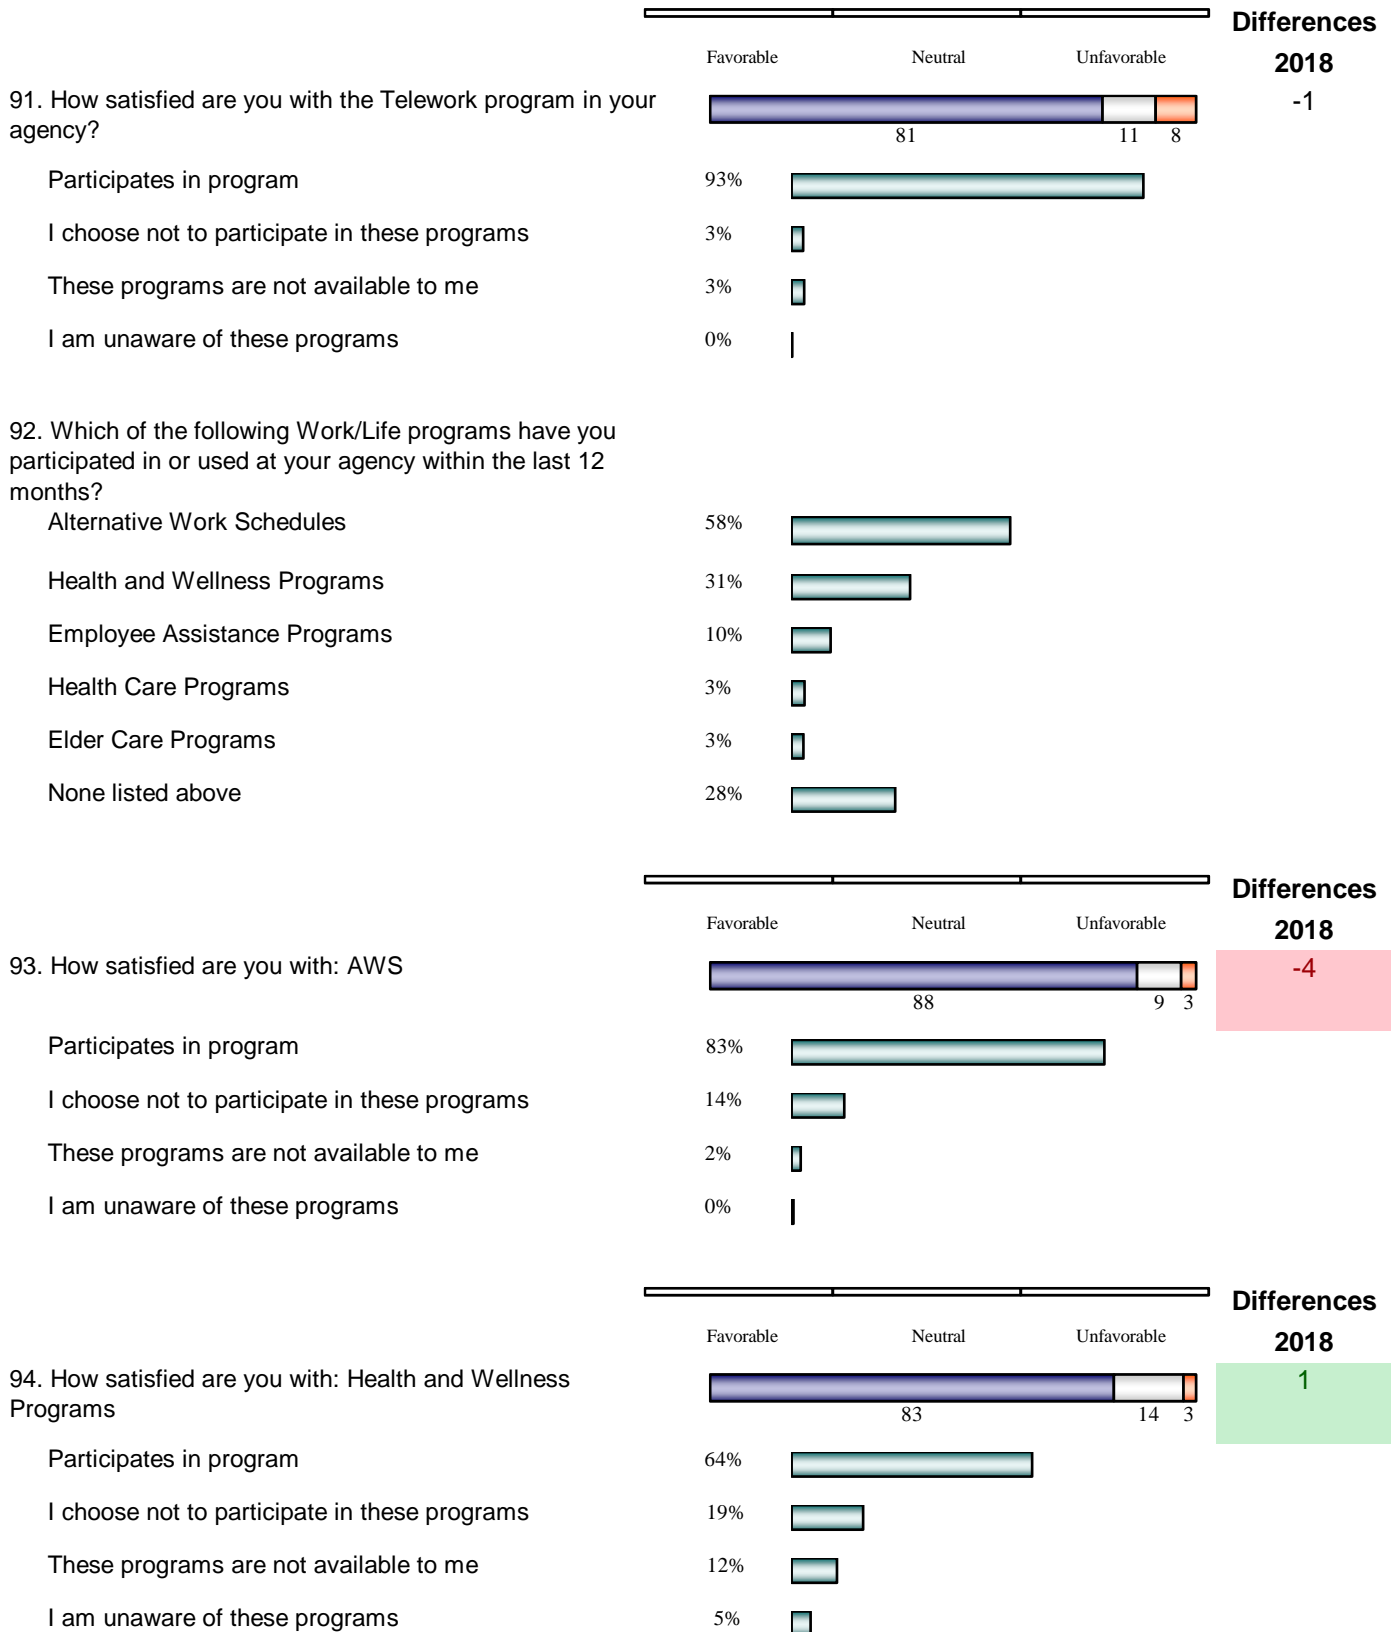 Differences
Favorable Neutral Unfavorable
2018
91. How satisfied are you with the Telework program in your
agency?
-1
81 11 8
Participates in program 93%
I choose not to participate in these programs 3%
These programs are not available to me 3%
I am unaware of these programs 0%
92. Which of the following Work/Life programs have you
participated in or used at your agency within the last 12
months?
Alternative Work Schedules 58%
Health and Wellness Programs 31%
Employee Assistance Programs 10%
Health Care Programs 3%
Elder Care Programs 3%
None listed above 28%
Differences
Favorable Neutral Unfavorable
2018
93. How satisfied are you with: AWS -4
88 9 3
Participates in program 83%
I choose not to participate in these programs 14%
These programs are not available to me 2%
I am unaware of these programs 0%
Differences
Favorable Neutral Unfavorable
2018
94. How satisfied are you with: Health and Wellness
Programs
1
83 14 3
Participates in program 64%
I choose not to participate in these programs 19%
These programs are not available to me 12%
I am unaware of these programs 5%